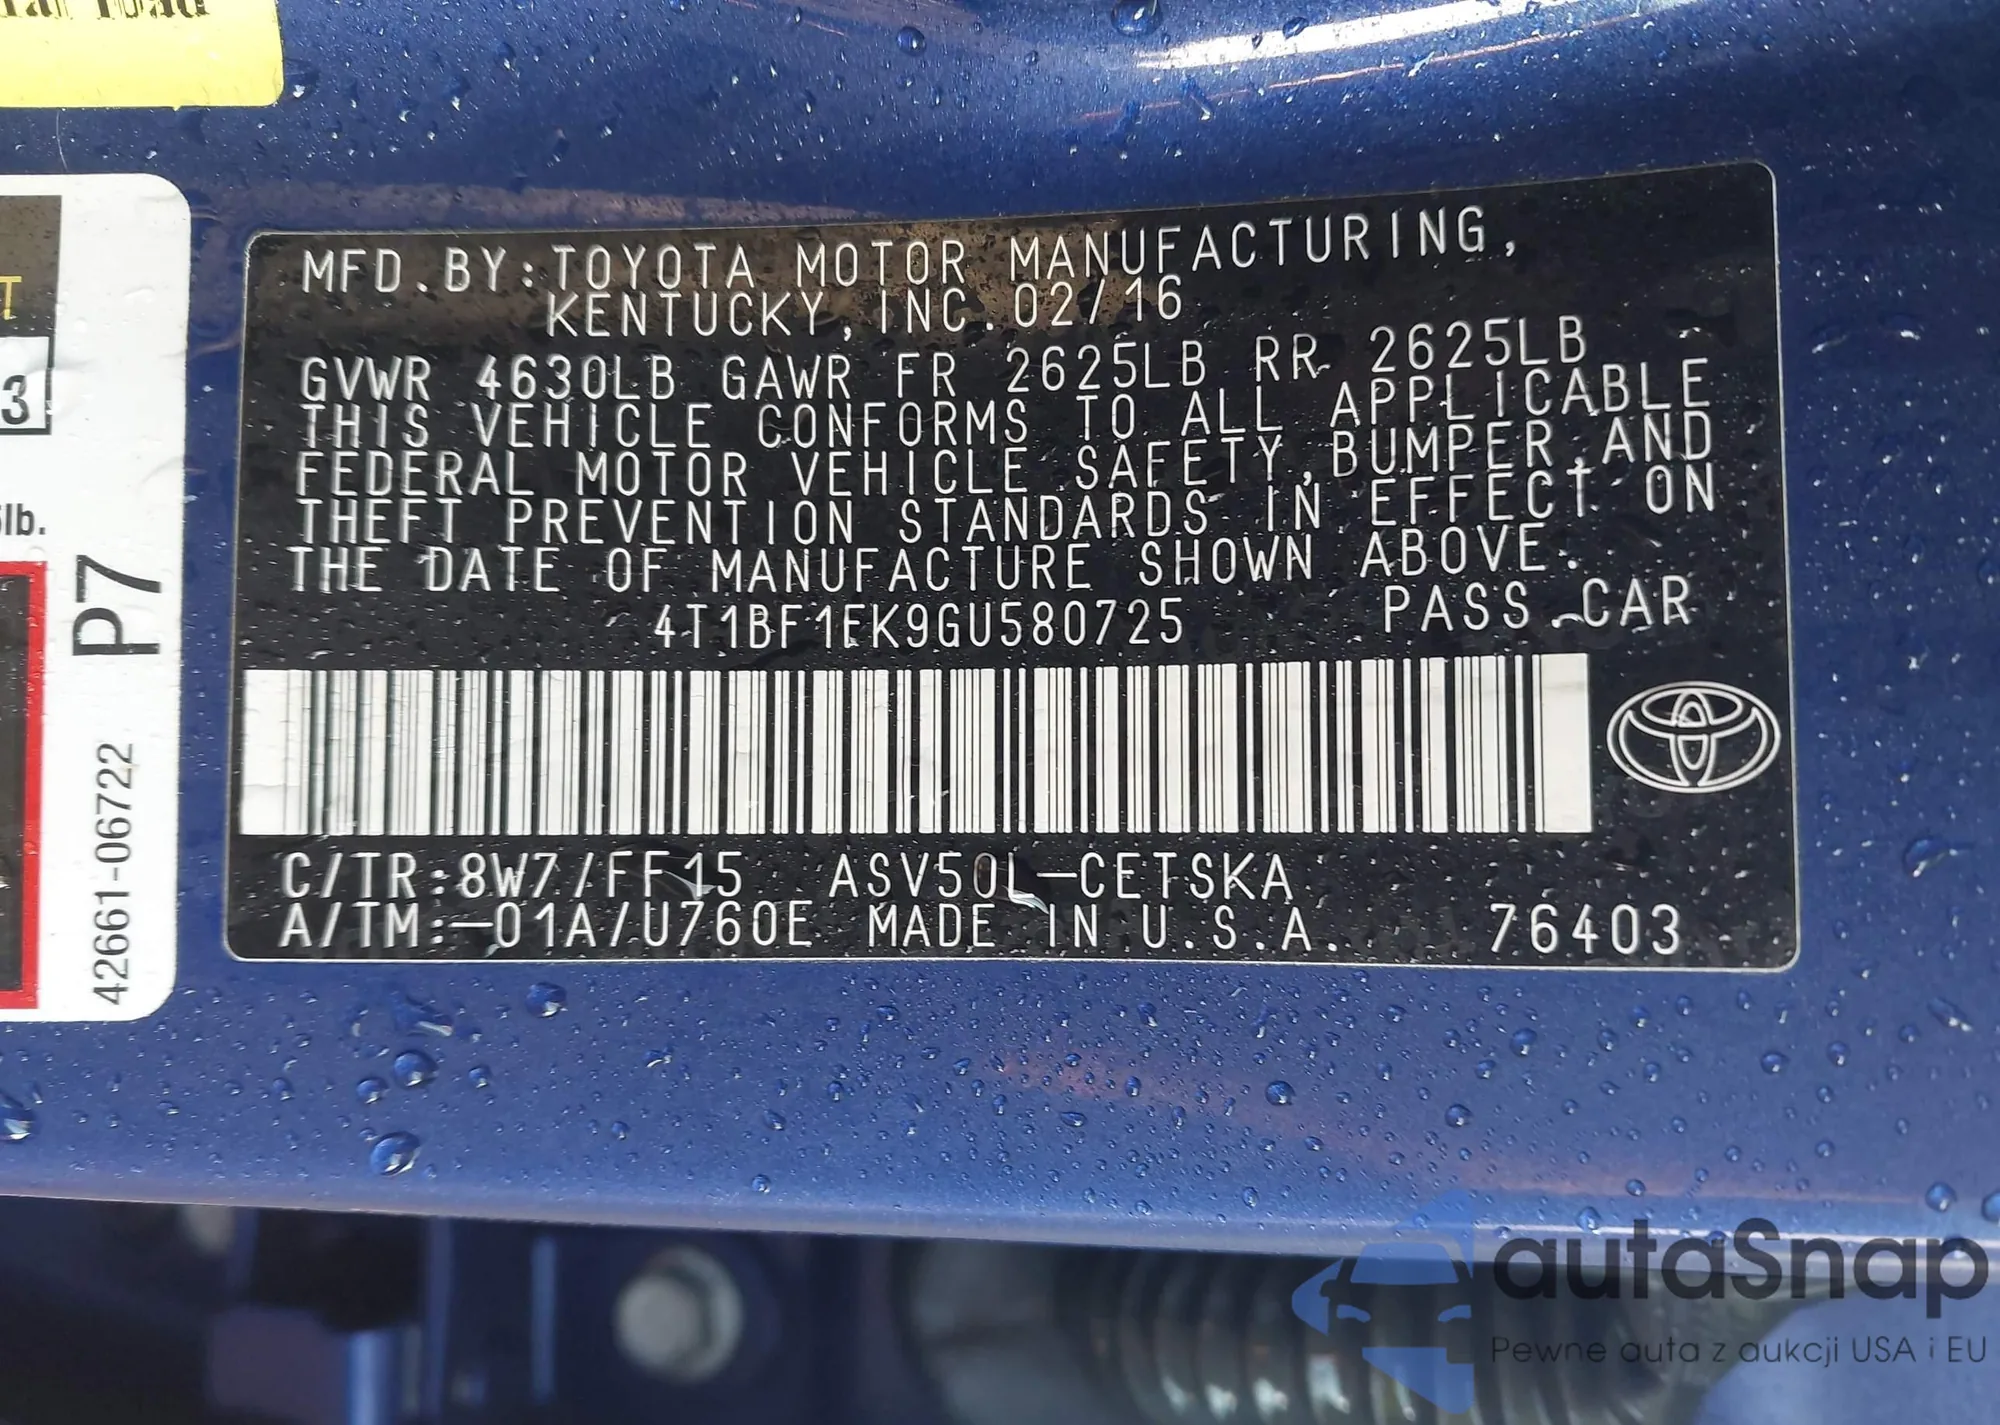 road
3
lb.
P7
42661-06722
MFD.BY:TOYOTA MOTOR MANUFACTURING,
KENTUCKY, INC. 02/16
GVWR 4630LB GAWR FR 2625LB RR 2625LB
THIS VEHICLE CONFORMS TO ALL APPLICABLE
FEDERAL MOTOR VEHICLE SAFETY, BUMPER, AND
THEFT PREVENTION STANDARDS IN EFFECT ON
THE DATE OF MANUFACTURE SHOWN ABOVE.
4T1BF1FK9GU580725 PASS.CAR
C/TR:8W7/FF15 ASV50L-CETSKA
A/TM:-01A/U760E MADE IN U.S.A. 76403
autaSnap
Pewne auta z aukcji USA i EU